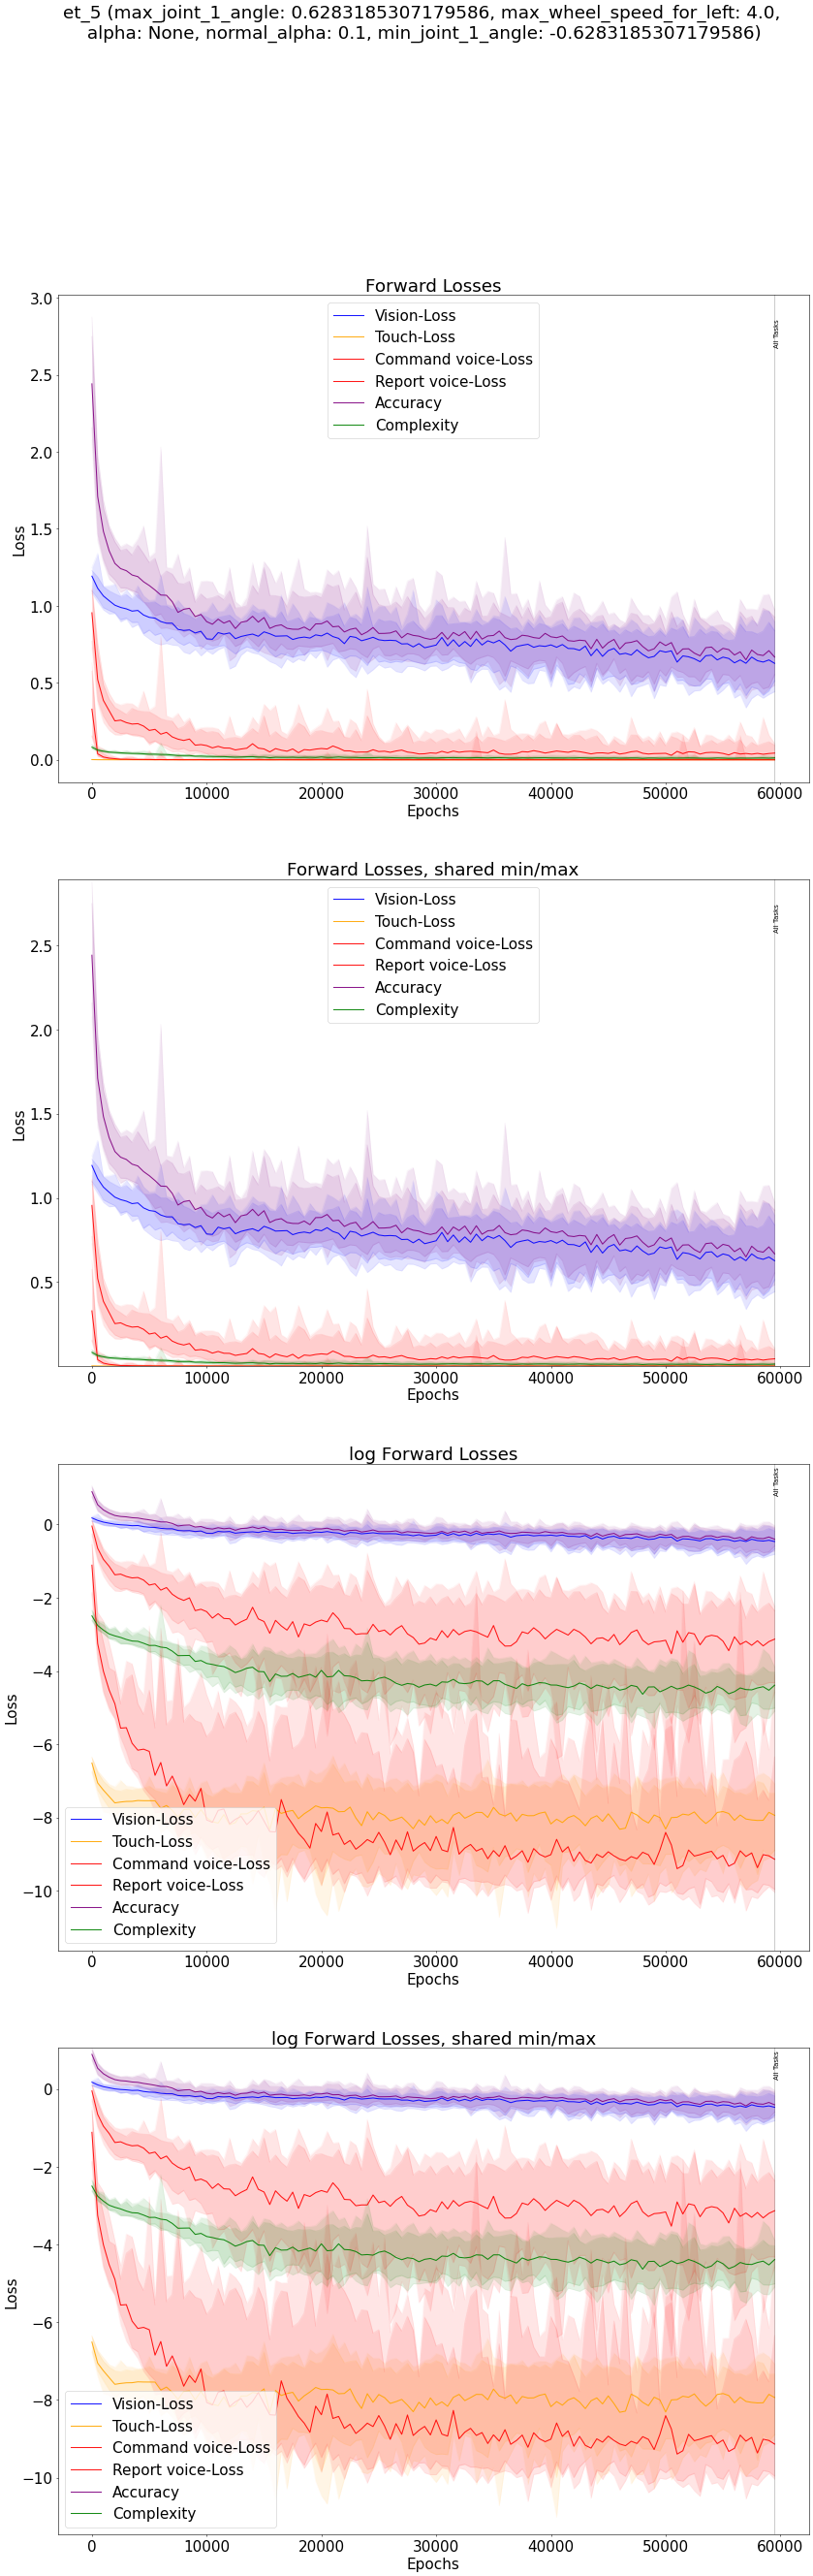 et_5 (max_joint_1_angle: 0.6283185307179586, max_wheel_speed_for_left: 4.0,
alpha: None, normal_alpha: 0.1, min_joint_1_angle: -0.6283185307179586)
Forward Losses
Vision-Loss
Touch-Loss
Command voice-Loss
Report voice-Loss
Accuracy
Complexity
All Tasks
Loss
3.0
2.5
2.0
1.5
1.0
0.5
0.0
0 10000 20000 30000 40000 50000 60000
Epochs
Forward Losses, shared min/max
Vision-Loss
Touch-Loss
Command voice-Loss
Report voice-Loss
Accuracy
Complexity
All Tasks
Loss
2.5
2.0
1.5
1.0
0.5
0 10000 20000 30000 40000 50000 60000
Epochs
log Forward Losses
All Tasks
Loss
0
−2
−4
−6
−8
−10
Vision-Loss
Touch-Loss
Command voice-Loss
Report voice-Loss
Accuracy
Complexity
0 10000 20000 30000 40000 50000 60000
Epochs
log Forward Losses, shared min/max
All Tasks
Loss
0
−2
−4
−6
−8
−10
Vision-Loss
Touch-Loss
Command voice-Loss
Report voice-Loss
Accuracy
Complexity
0 10000 20000 30000 40000 50000 60000
Epochs